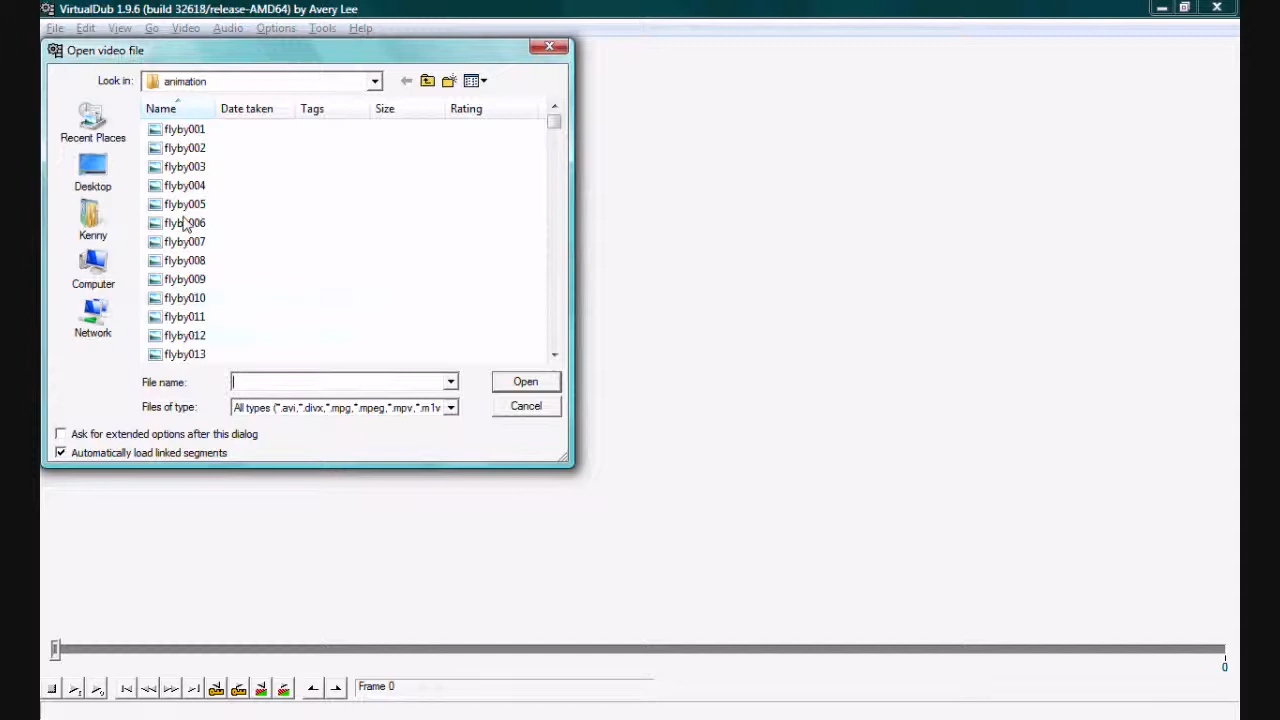 VirtualDub 1.9.6 (build 32618/release-AMD64) by Avery Lee
File Edit View Go Video Audio Options Tools Help
Open video file
Look in: animation
Name Date taken Tags Size Rating
Recent Places
Desktop
Kenny
Computer
Network
flyby001
flyby002
flyby003
flyby004
flyby005
flyby006
flyby007
flyby008
flyby009
flyby010
flyby011
flyby012
flyby013
File name: Open
Files of type: All types (*.avi,*.divx,*.mpg,*.mpeg,*.mpv,*.m1v Cancel
Ask for extended options after this dialog
Automatically load linked segments
0
Frame 0